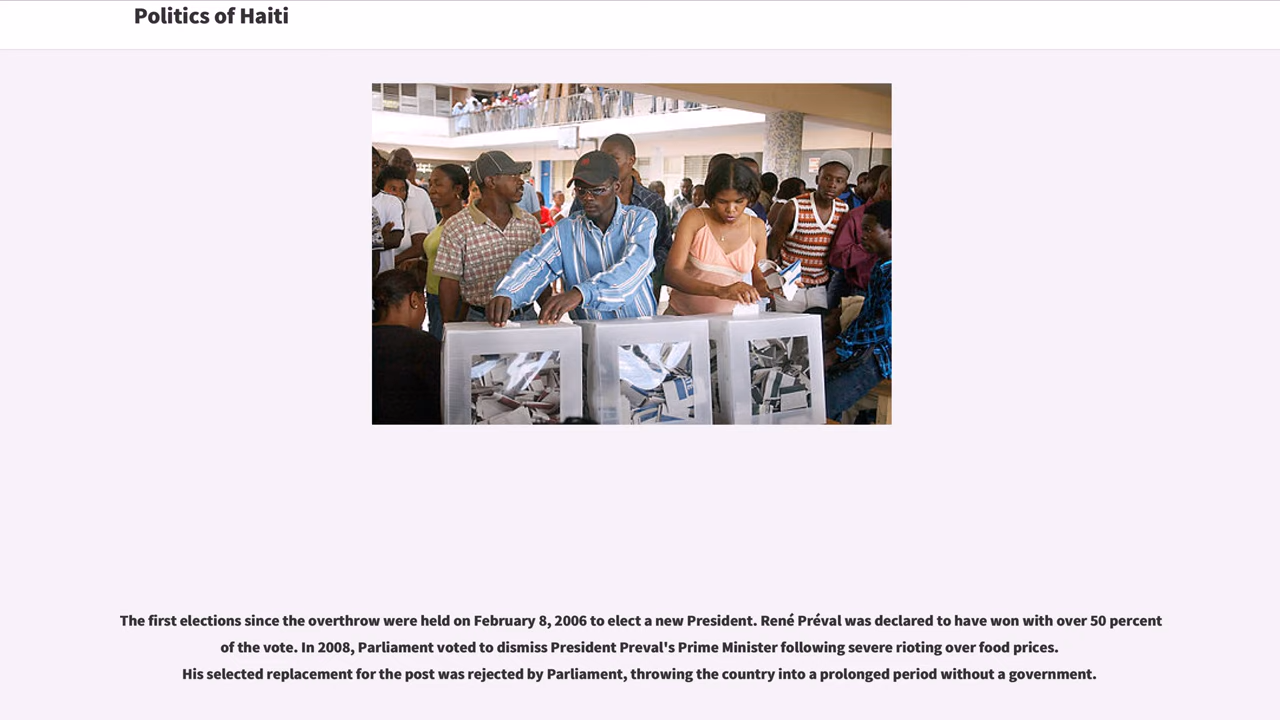 Politics of Haiti
The first elections since the overthrow were held on February 8, 2006 to elect a new President. René Préval was declared to have won with over 50 percent
of the vote. In 2008, Parliament voted to dismiss President Preval's Prime Minister following severe rioting over food prices.
His selected replacement for the post was rejected by Parliament, throwing the country into a prolonged period without a government.